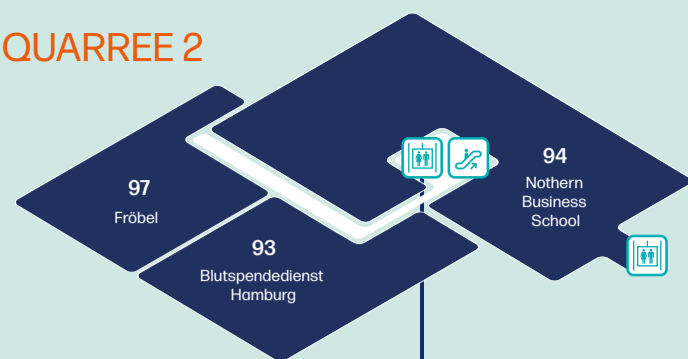 QUARREE 2
97
Fröbel
93
Blutspendedienst
Hamburg
94
Nothern
Business
School